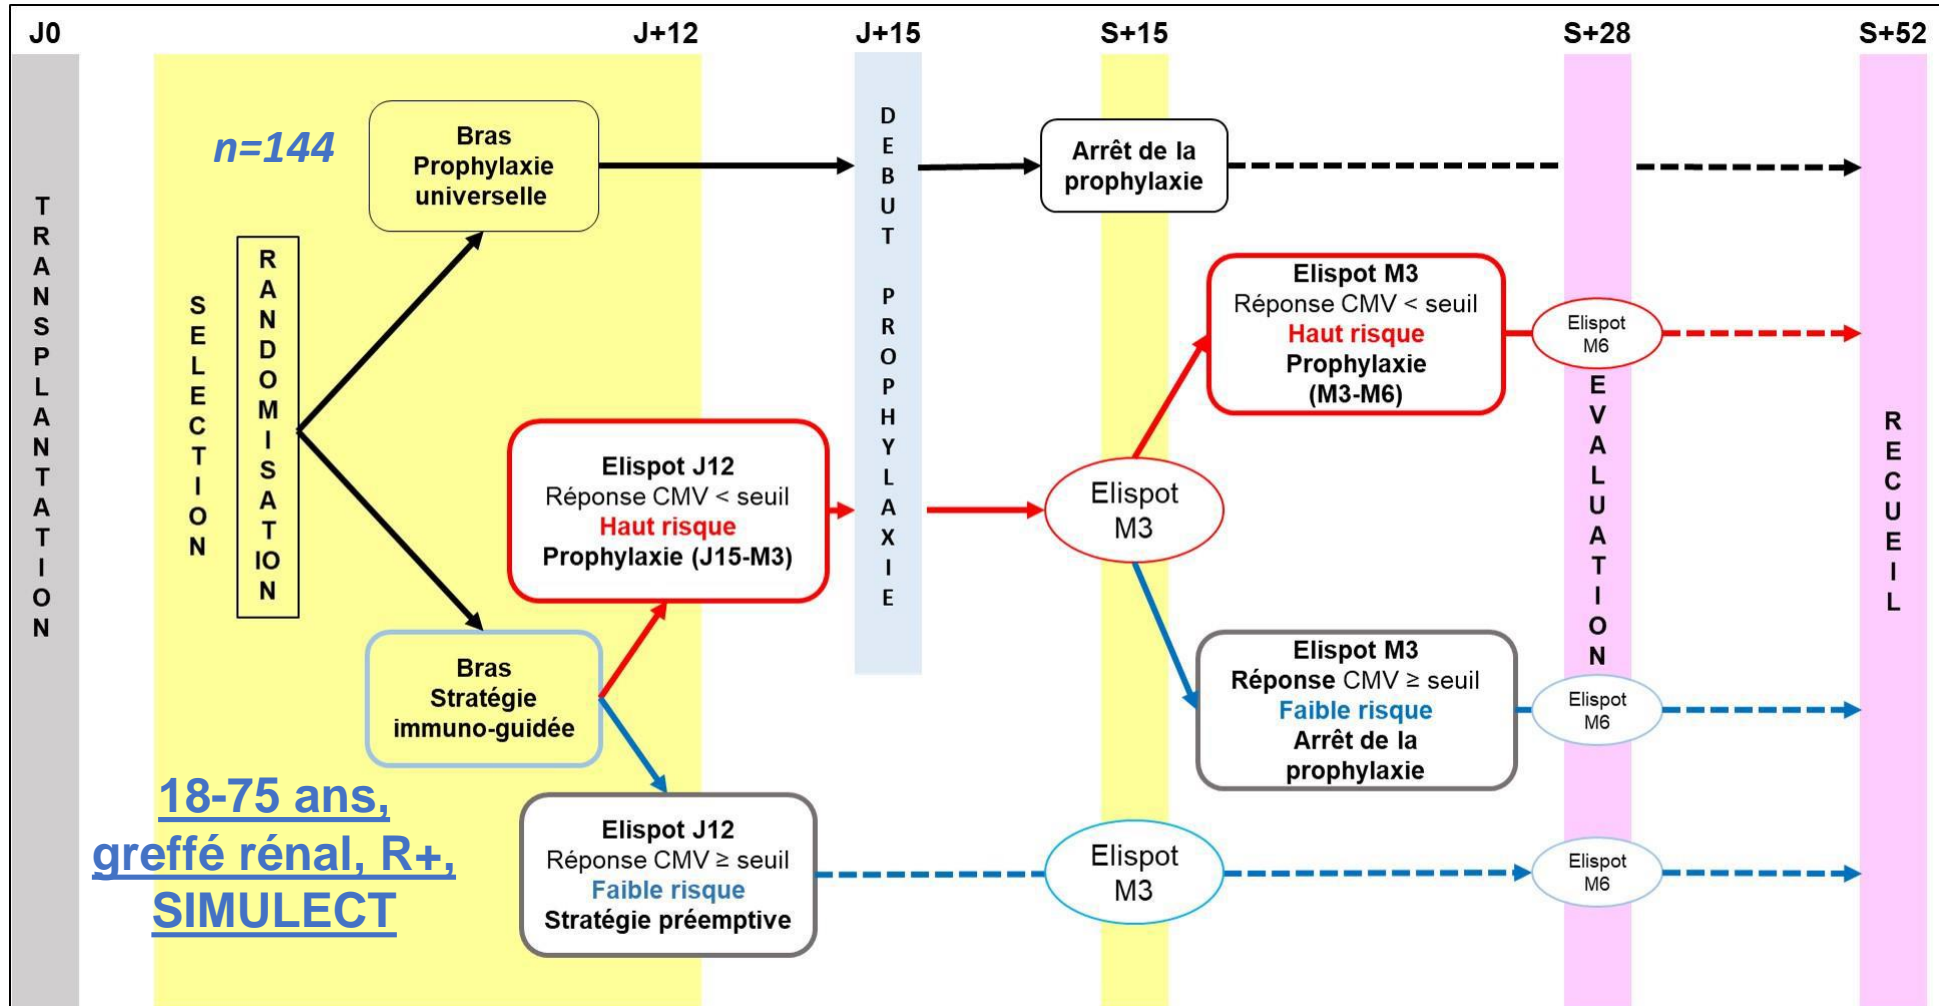 J0
J+12
J+15
S+15
S+28
S+52
TRANSPLANTATION
SELECTION
RANDOMISATION
n=144
Bras
Prophylaxie
universelle
DEBUT PROPHYLAXIE
Arrêt de la
prophylaxie
Elispot M3
Réponse CMV < seuil
Haut risque
Prophylaxie
(M3-M6)
Elispot
M6
EVALUATION
RECUEIL
Elispot J12
Réponse CMV < seuil
Haut risque
Prophylaxie (J15-M3)
Elispot
M3
Bras
Stratégie
immuno-guidée
Elispot M3
Réponse CMV ≥ seuil
Faible risque
Arrêt de la
prophylaxie
Elispot
M6
18-75 ans,
greffé rénal, R+,
SIMULECT
Elispot J12
Réponse CMV ≥ seuil
Faible risque
Stratégie préemptive
Elispot
M3
Elispot
M6